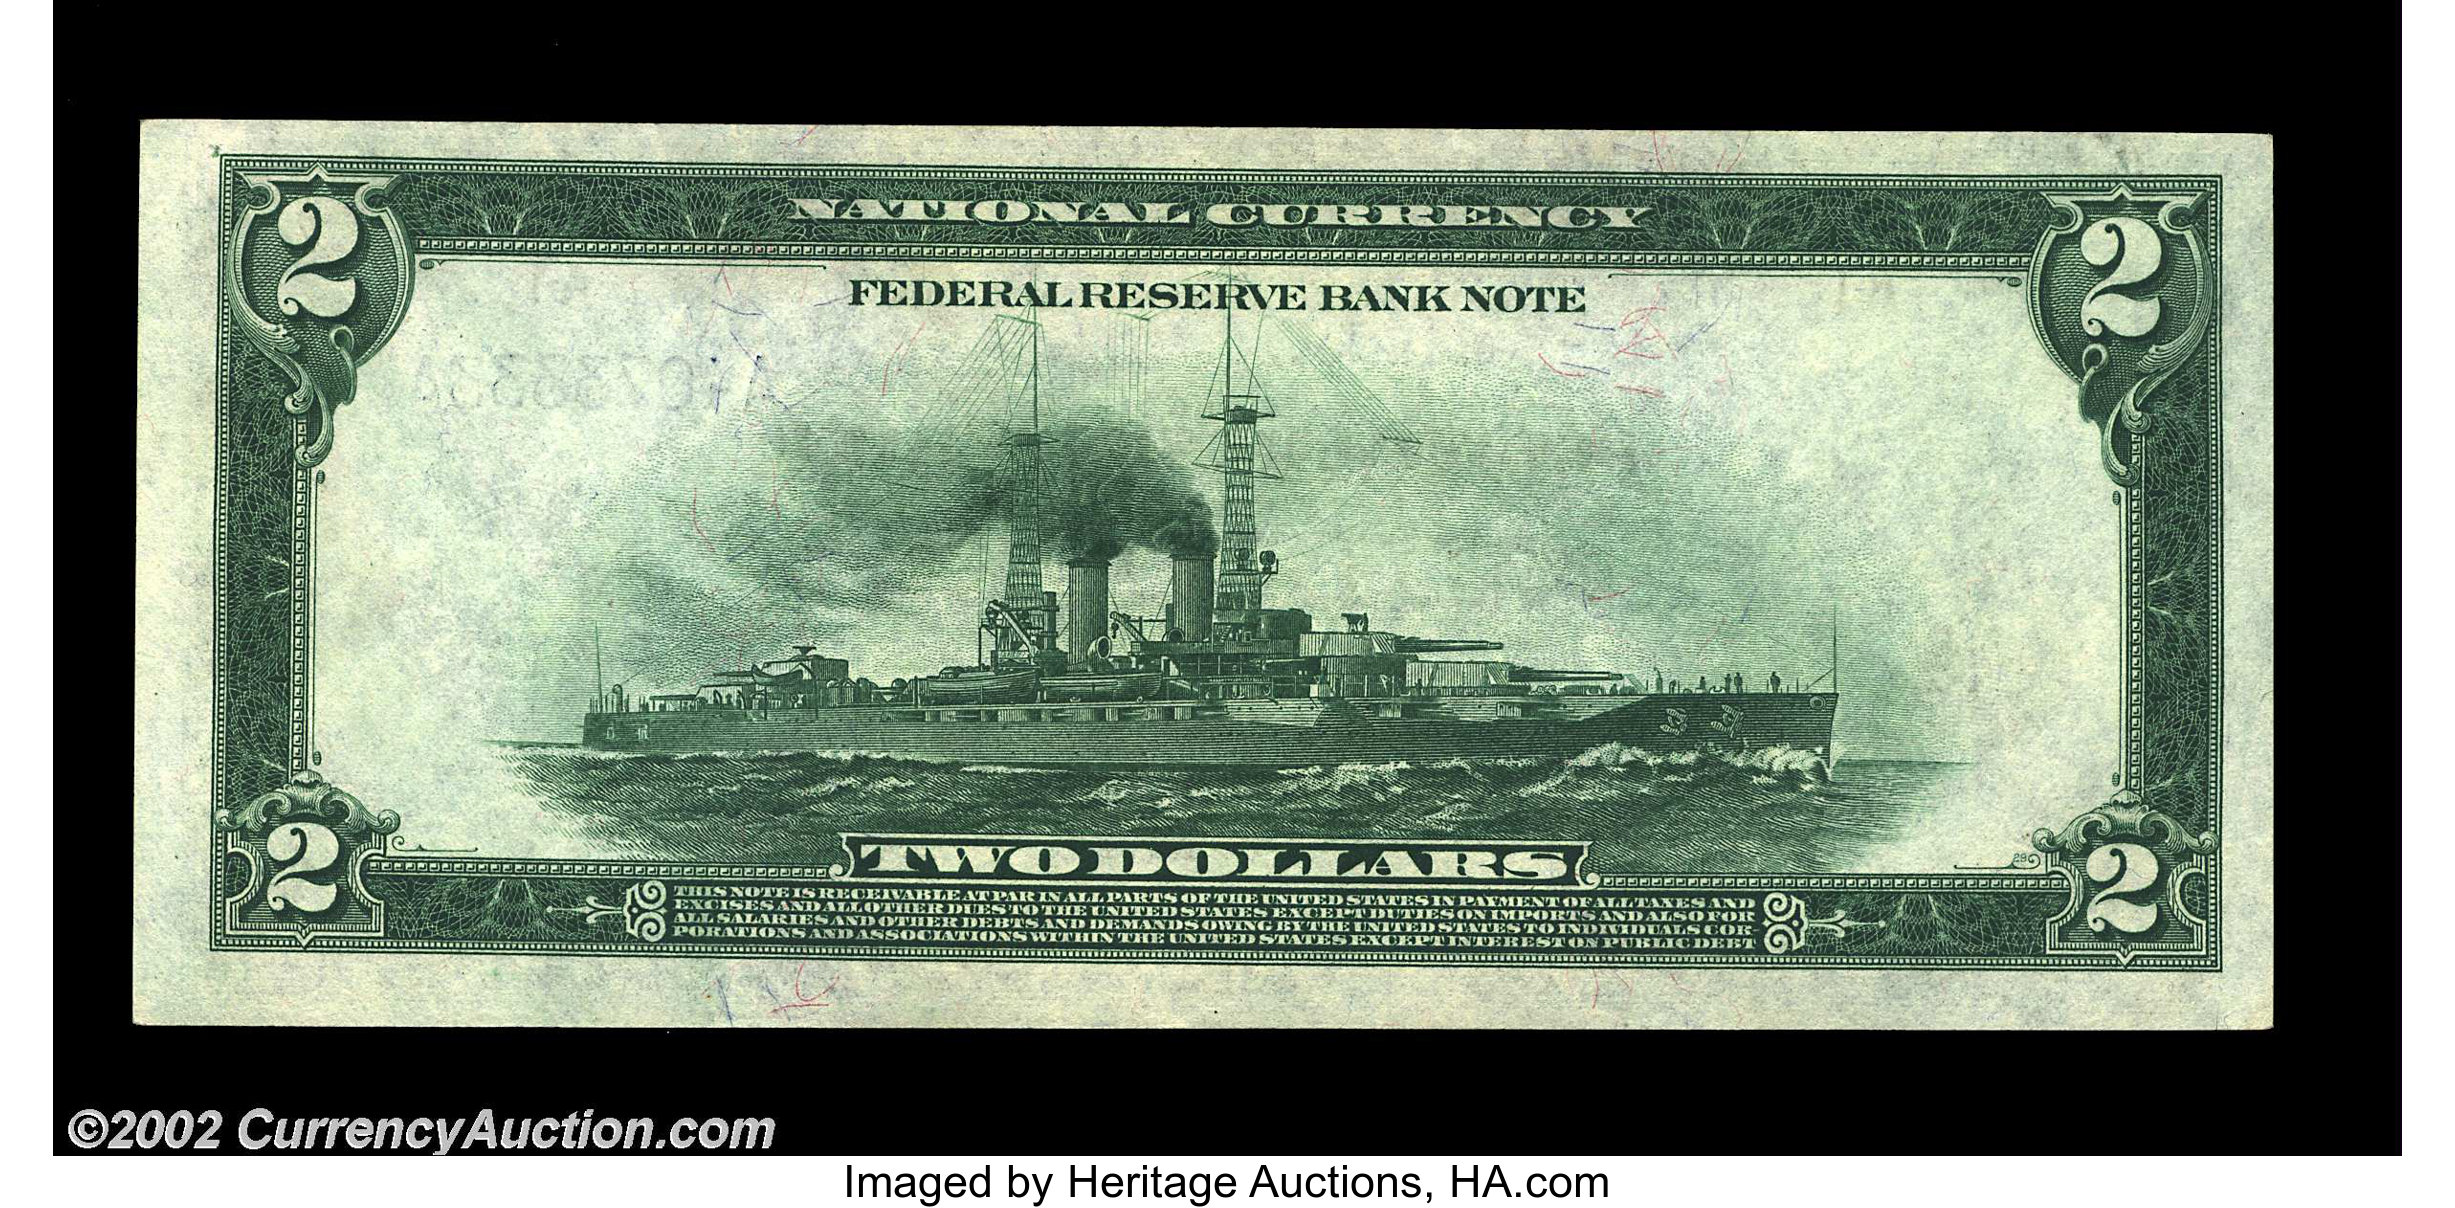 2 NATIONAL CURRENCY 2
FEDERAL RESERVE BANK NOTE
2 TWO DOLLARS 2
THIS NOTE IS RECEIVABLE AT PAR IN ALL PARTS OF THE UNITED STATES IN PAYMENT OF ALL TAXES AND
EXCISES AND ALL OTHER DUES TO THE UNITED STATES EXCEPT DUTIES ON IMPORTS AND ALSO FOR
ALL SALARIES AND OTHER DEBTS AND DEMANDS OWING BY THE UNITED STATES TO INDIVIDUALS COR-
PORATIONS AND ASSOCIATIONS WITHIN THE UNITED STATES EXCEPT INTEREST ON PUBLIC DEBT
©2002 CurrencyAuction.com
Imaged by Heritage Auctions, HA.com